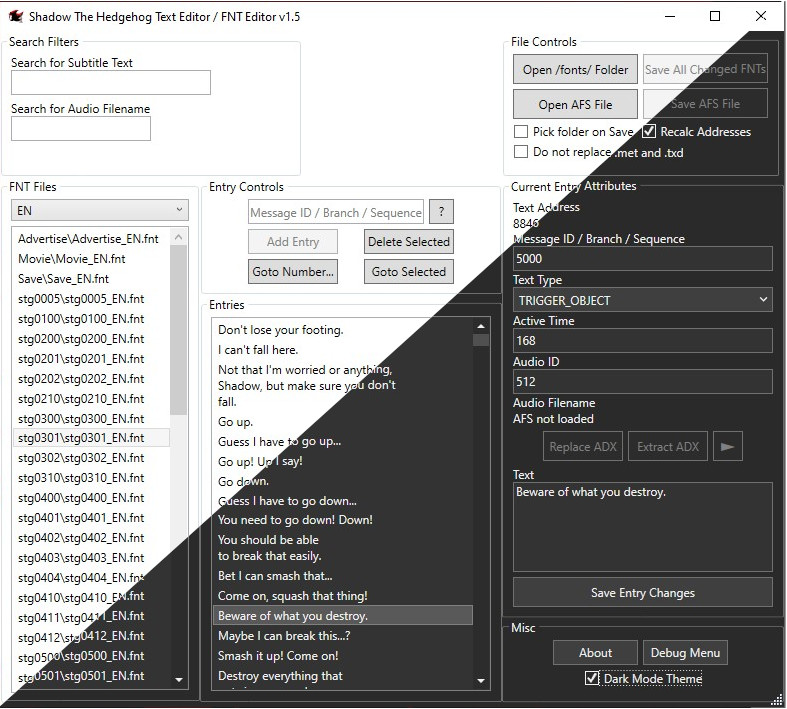 Shadow The Hedgehog Text Editor / FNT Editor v1.5
Search Filters
Search for Subtitle Text
Search for Audio Filename
File Controls
Open /fonts/ Folder
Save All Changed FNTs
Open AFS File
Save AFS File
Pick folder on Save
Recalc Addresses
Do not replace .met and .txd
FNT Files
EN
Advertise\Advertise_EN.fnt
Movie\Movie_EN.fnt
Save\Save_EN.fnt
stg0005\stg0005_EN.fnt
stg0100\stg0100_EN.fnt
stg0200\stg0200_EN.fnt
stg0201\stg0201_EN.fnt
stg0202\stg0202_EN.fnt
stg0210\stg0210_EN.fnt
stg0300\stg0300_EN.fnt
stg0301\stg0301_EN.fnt
stg0302\stg0302_EN.fnt
stg0310\stg0310_EN.fnt
stg0400\stg0400_EN.fnt
stg0401\stg0401_EN.fnt
stg0402\stg0402_EN.fnt
stg0403\stg0403_EN.fnt
stg0404\stg0404_EN.fnt
stg0410\stg0410_EN.fnt
stg0411\stg0411_EN.fnt
stg0412\stg0412_EN.fnt
stg0500\stg0500_EN.fnt
stg0501\stg0501_EN.fnt
Entry Controls
Message ID / Branch / Sequence
?
Add Entry
Delete Selected
Goto Number...
Goto Selected
Entries
Don't lose your footing.
I can't fall here.
Not that I'm worried or anything,
Shadow, but make sure you don't
fall.
Go up.
Guess I have to go up...
Go up! Up I say!
Go down.
Guess I have to go down...
You need to go down! Down!
You should be able
to break that easily.
Bet I can smash that...
Come on, squash that thing!
Beware of what you destroy.
Maybe I can break this...?
Smash it up! Come on!
Destroy everything that
Current Entry Attributes
Text Address
8846
Message ID / Branch / Sequence
5000
Text Type
TRIGGER_OBJECT
Active Time
168
Audio ID
512
Audio Filename
AFS not loaded
Replace ADX
Extract ADX
Text
Beware of what you destroy.
Save Entry Changes
Misc
About
Debug Menu
Dark Mode Theme